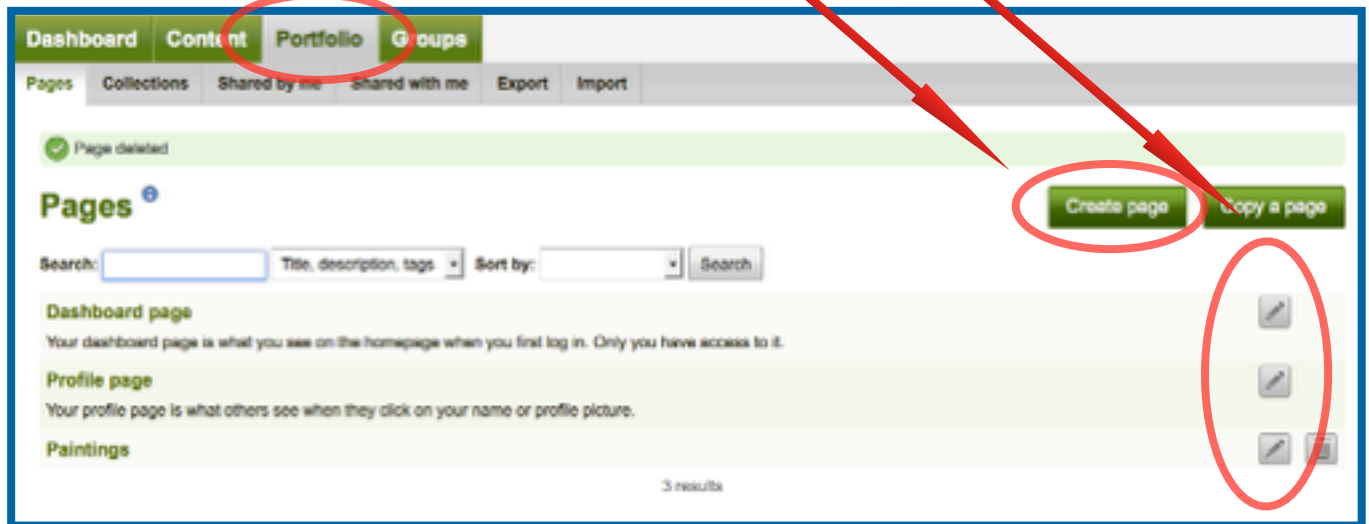 Dashboard Content Portfolio Groups
Pages Collections Shared by me Shared with me Export Import
Page deleted
Pages
Create page Copy a page
Search: Title, description, tags Sort by: Search
Dashboard page
Your dashboard page is what you see on the homepage when you first log in. Only you have access to it.
Profile page
Your profile page is what others see when they click on your name or profile picture.
Paintings
3 results